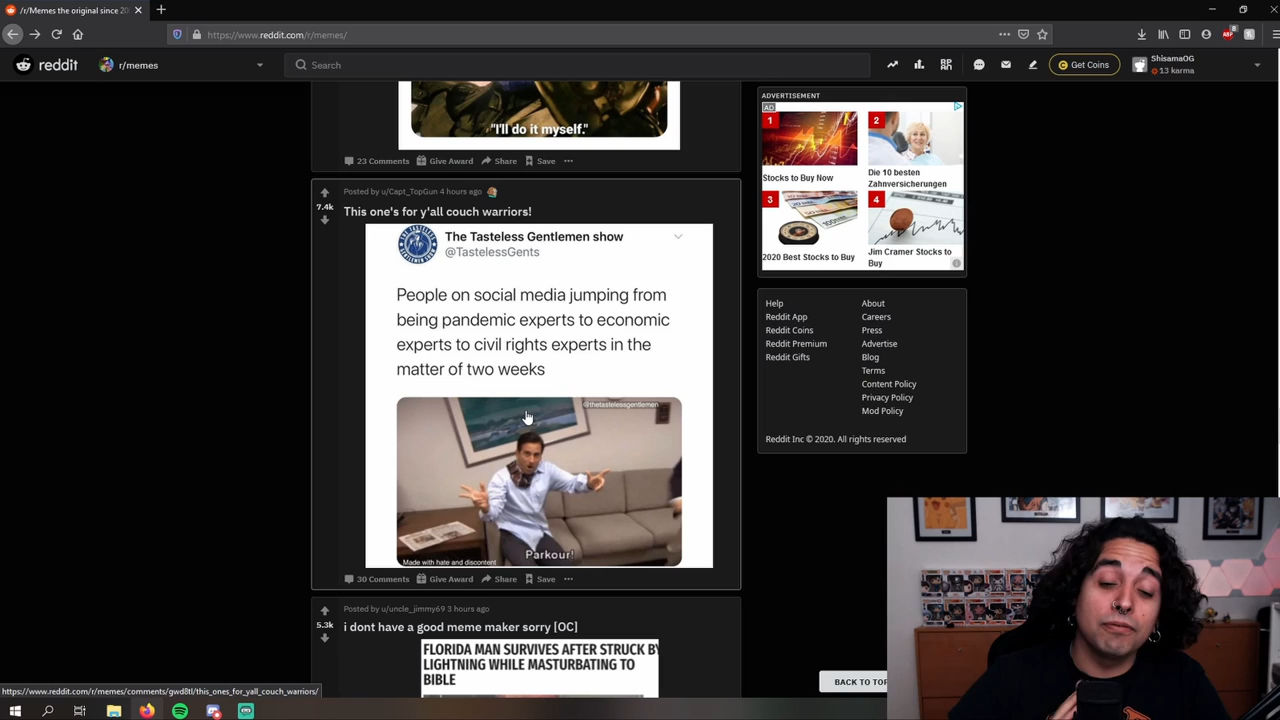 /r/Memes the original since 20
https://www.reddit.com/r/memes/
reddit
r/memes
Search
Get Coins
ShisamaOG
13 karma
"I'll do it myself."
23 Comments
Give Award
Share
Save
Posted by u/Capt_TopGun 4 hours ago
7.4k
This one's for y'all couch warriors!
The Tasteless Gentlemen show
@TastelessGents
People on social media jumping from
being pandemic experts to economic
experts to civil rights experts in the
matter of two weeks
@thetastelessgentlemen
Parkour!
Made with hate and discontent
30 Comments
Give Award
Share
Save
Posted by u/uncle_jimmy69 3 hours ago
5.3k
i dont have a good meme maker sorry [OC]
FLORIDA MAN SURVIVES AFTER STRUCK BY
LIGHTNING WHILE MASTURBATING TO
BIBLE
ADVERTISEMENT
AD
1
Stocks to Buy Now
2
Die 10 besten
Zahnversicherungen
3
2020 Best Stocks to Buy
4
Jim Cramer Stocks to
Buy
Help
Reddit App
Reddit Coins
Reddit Premium
Reddit Gifts
About
Careers
Press
Advertise
Blog
Terms
Content Policy
Privacy Policy
Mod Policy
Reddit Inc © 2020. All rights reserved
BACK TO TOP
https://www.reddit.com/r/memes/comments/gwd8tl/this_ones_for_yall_couch_warriors/